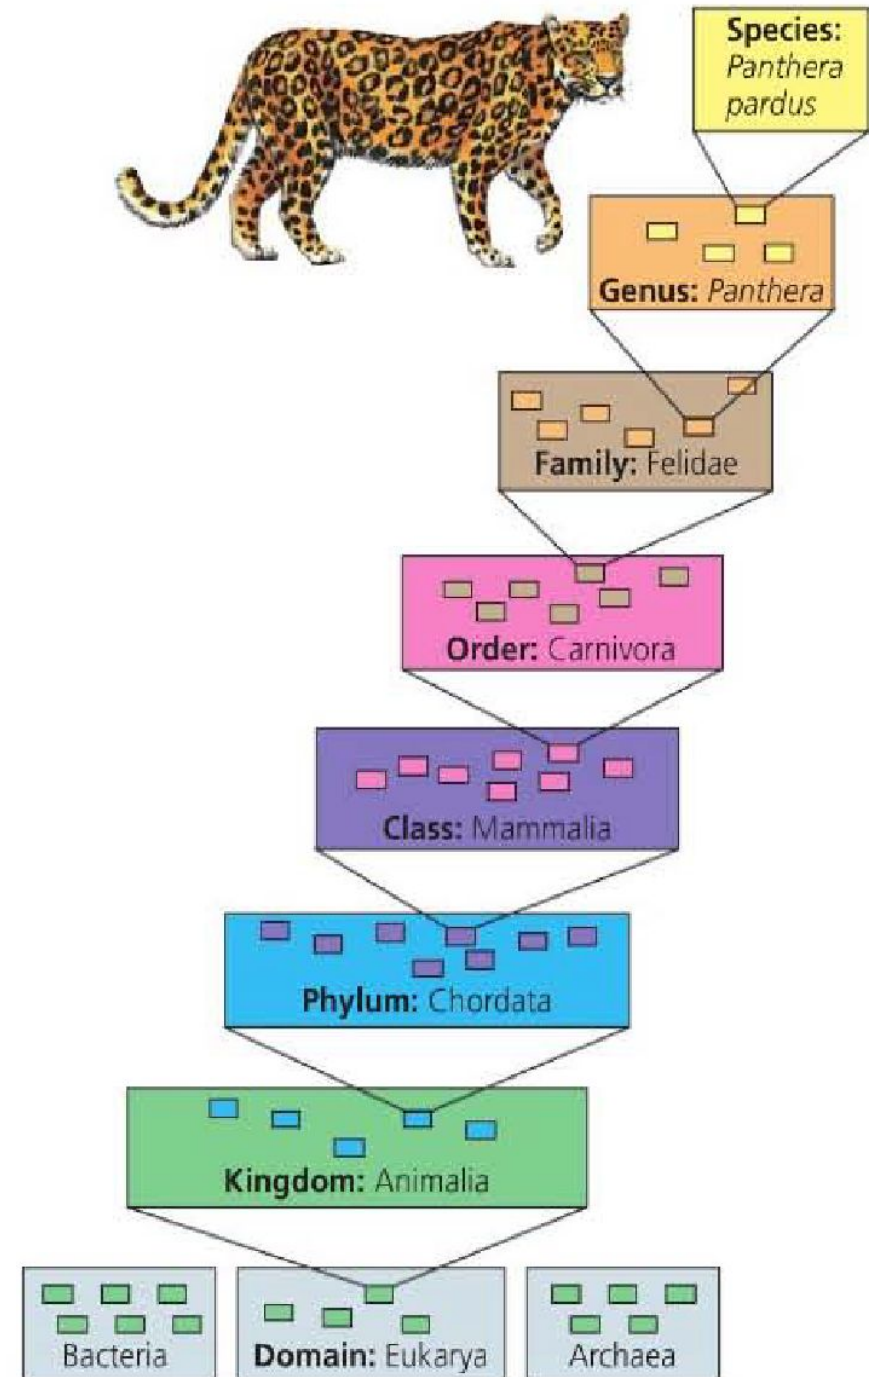 Species:
Panthera
pardus
Genus: Panthera
Family: Felidae
Order: Carnivora
Class: Mammalia
Phylum: Chordata
Kingdom: Animalia
Bacteria
Domain: Eukarya
Archaea